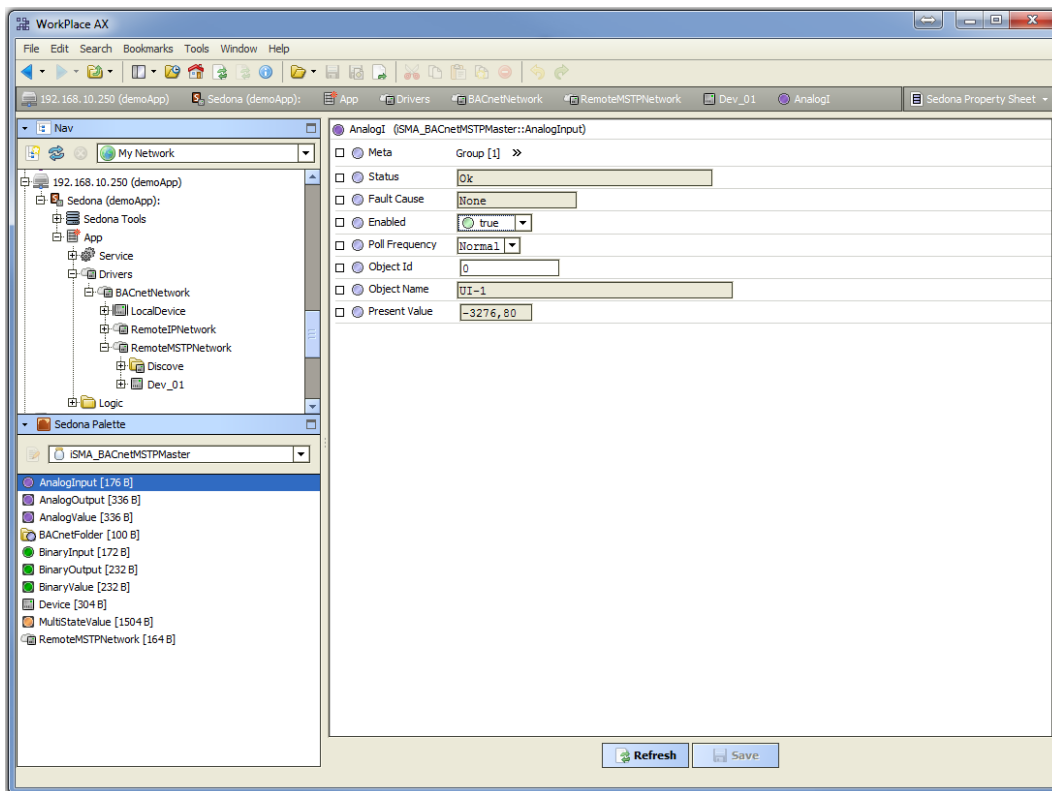 WorkPlace AX
File Edit Search Bookmarks Tools Window Help
192.168.10.250 (demoApp) Sedona (demoApp): App Drivers BACnetNetwork RemoteMSTPNetwork Dev_01 AnalogI Sedona Property Sheet
Nav
My Network
192.168.10.250 (demoApp)
Sedona (demoApp):
Sedona Tools
App
Service
Drivers
BACnetNetwork
LocalDevice
RemoteIPNetwork
RemoteMSTPNetwork
Discove
Dev_01
Logic
Sedona Palette
iSMA_BACnetMSTPMaster
AnalogInput [176 B]
AnalogOutput [336 B]
AnalogValue [336 B]
BACnetFolder [100 B]
BinaryInput [172 B]
BinaryOutput [232 B]
BinaryValue [232 B]
Device [304 B]
MultiStateValue [1504 B]
RemoteMSTPNetwork [164 B]
AnalogI (iSMA_BACnetMSTPMaster::AnalogInput)
Meta Group [1] »
Status Ok
Fault Cause None
Enabled true
Poll Frequency Normal
Object Id 0
Object Name UI-1
Present Value -3276,80
Refresh Save